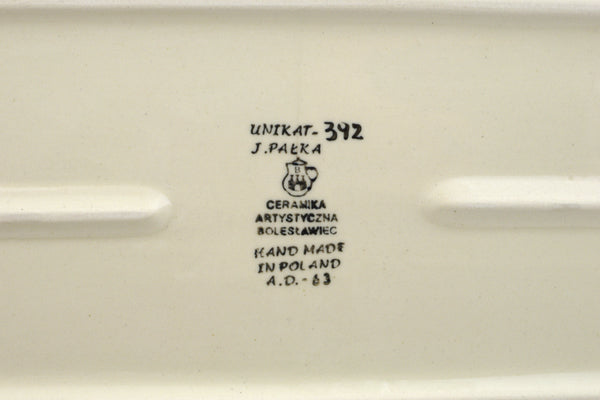 UNIKAT- 392
J. PAŁKA
B
CERAMIKA
ARTYSTYCZNA
BOLESŁAWIEC
HAND MADE
IN POLAND
A.D.- 63